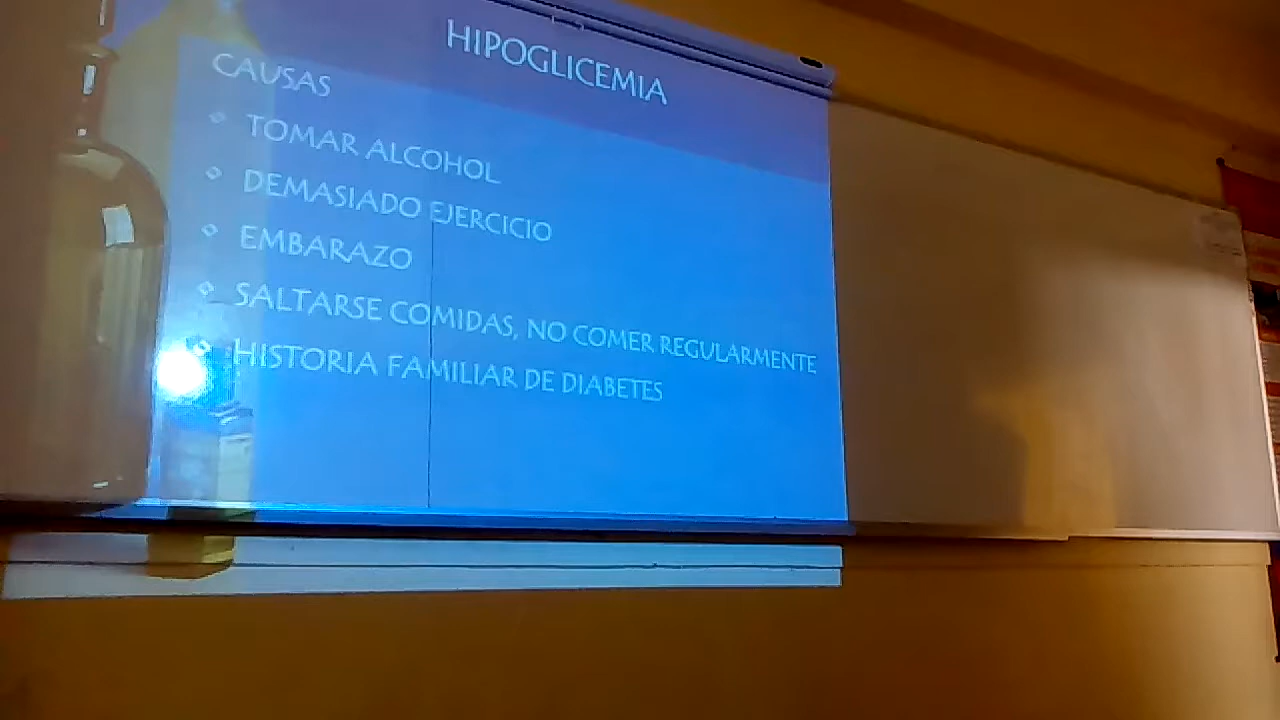 HIPOGLICEMIA
CAUSAS
TOMAR ALCOHOL
DEMASIADO EJERCICIO
EMBARAZO
SALTARSE COMIDAS, NO COMER REGULARMENTE
HISTORIA FAMILIAR DE DIABETES